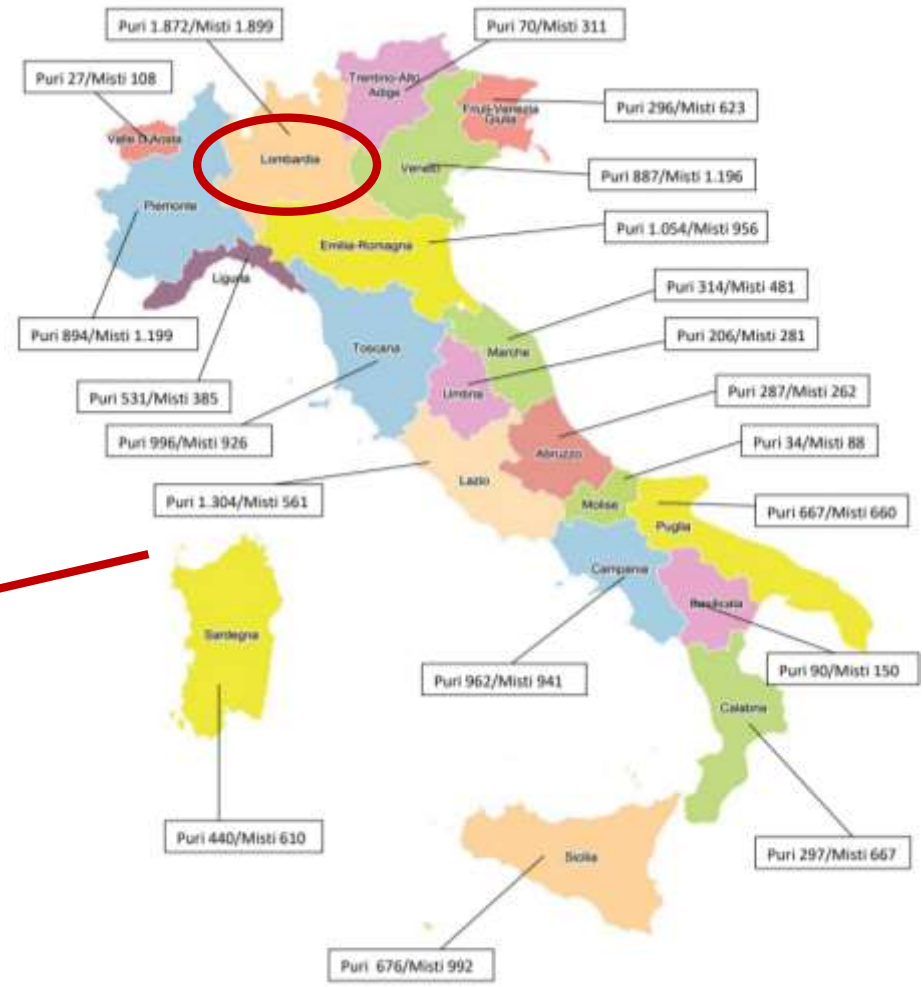 Puri 1.872/Misti 1.899
Puri 70/Misti 311
Puri 27/Misti 108
Trentino-Alto
Adige
Puri 296/Misti 623
Friuli-Venezia
Giulia
Valle D'Aosta
Lombardia
Veneto
Puri 887/Misti 1.196
Piemonte
Puri 1.054/Misti 956
Emilia-Romagna
Liguria
Puri 314/Misti 481
Puri 894/Misti 1.199
Puri 206/Misti 281
Toscana
Marche
Puri 531/Misti 385
Umbria
Puri 287/Misti 262
Puri 996/Misti 926
Puri 34/Misti 88
Abruzzo
Lazio
Puri 1.304/Misti 561
Molise
Puri 667/Misti 660
Puglia
Campania
Basilicata
Sardegna
Puri 90/Misti 150
Puri 962/Misti 941
Calabria
Puri 440/Misti 610
Puri 297/Misti 667
Sicilia
Puri 676/Misti 992